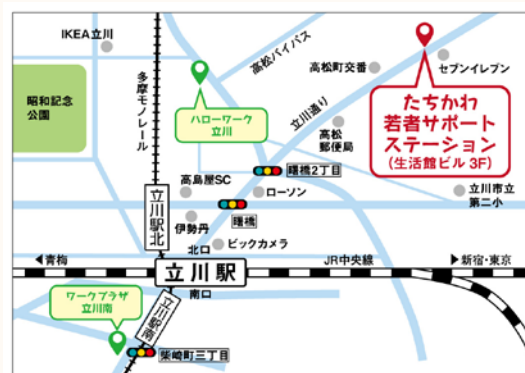 IKEA立川
高松バイパス
高松町交番
セブンイレブン
昭和記念
公園
多摩モノレール
ハローワーク
立川
立川通り
高松
郵便局
たちかわ
若者サポート
ステーション
(生活館ビル 3F)
曙橋2丁目
高島屋SC
ローソン
立川市立
第二小
立川駅北
伊勢丹
曙橋
北口
ビックカメラ
◀青梅
立川駅
JR中央線
▶新宿・東京
南口
ワークプラザ
立川南
立川駅南
柴崎町三丁目